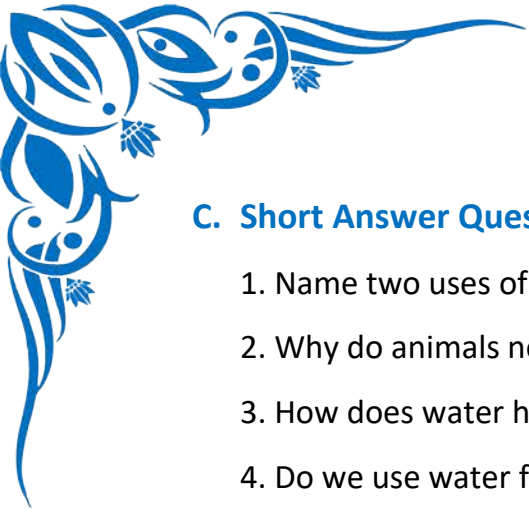 C. Short Answer Ques
1. Name two uses of
2. Why do animals ne
3. How does water h
4. Do we use water f